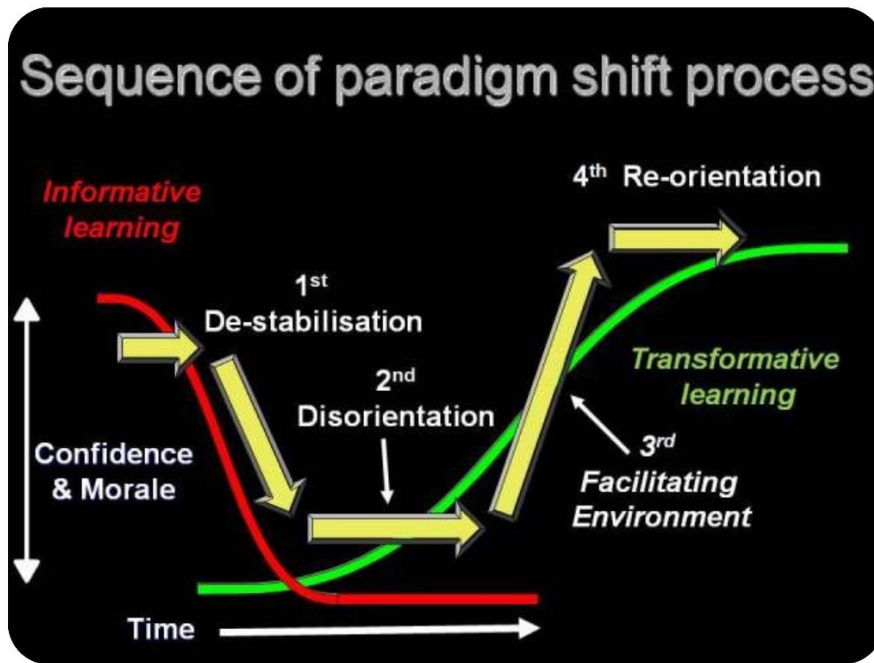 Sequence of paradigm shift process
4th Re-orientation
Informative
learning
1st
De-stabilisation
2nd
Disorientation
Transformative
learning
Confidence
& Morale
3rd
Facilitating
Environment
Time